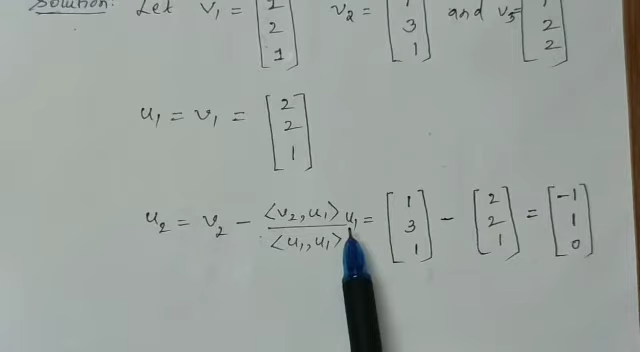 Solution: Let v₁ = [2 2 1] v₂ = [1 3 1] and v₃ = [1 2 2]
u₁ = v₁ = [2 2 1]
u₂ = v₂ − ⟨v₂, u₁⟩ / ⟨u₁, u₁⟩ u₁ = [1 3 1] − [2 2 1] = [-1 1 0]